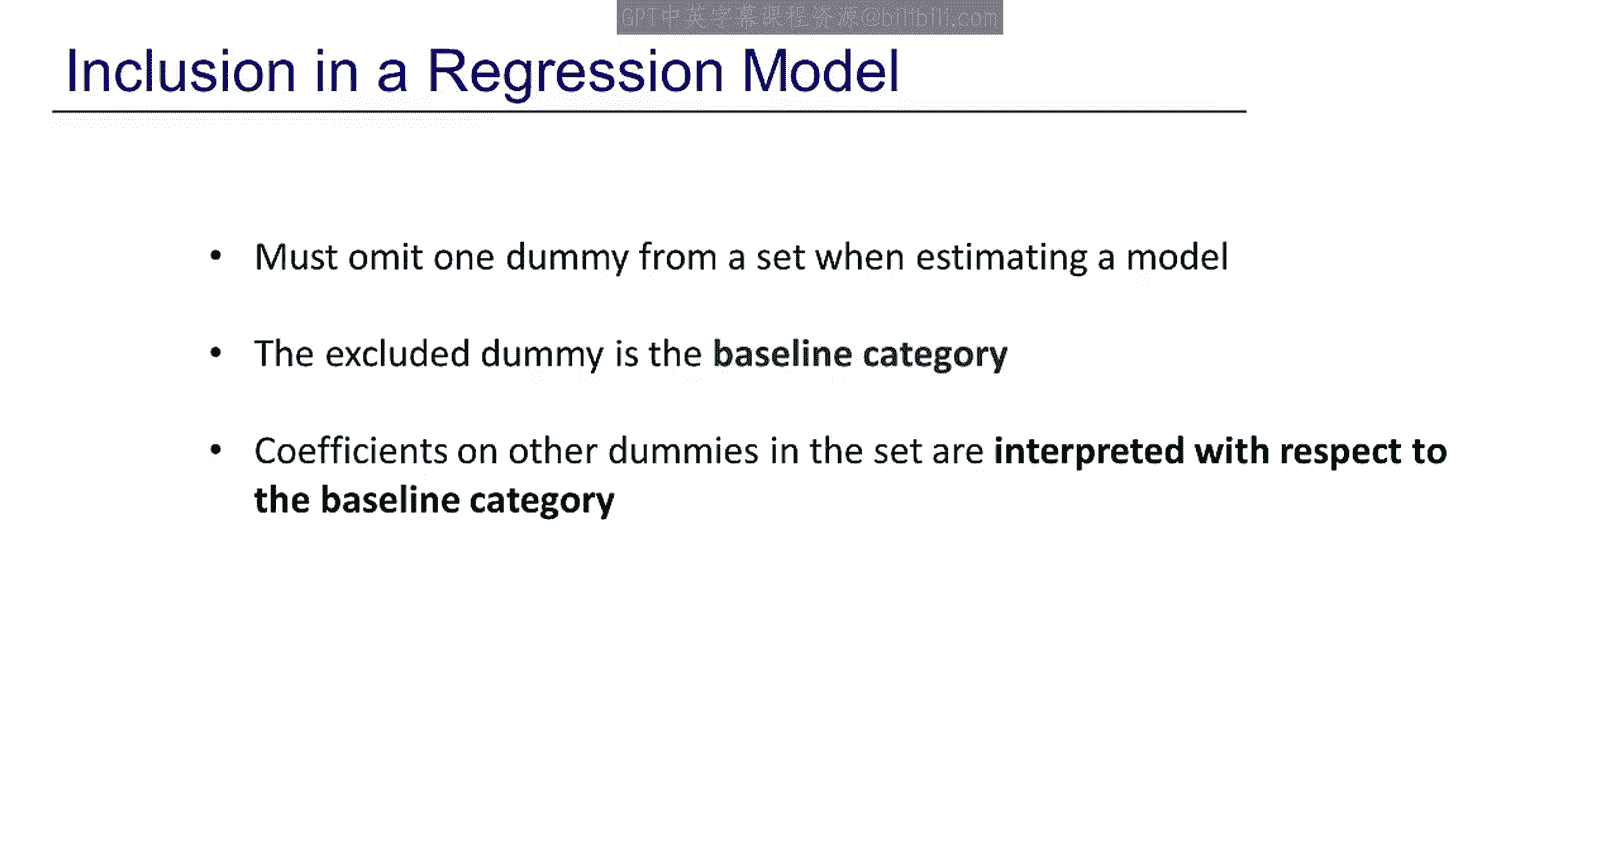 GPT中英字幕课程资源@bilibili.com
Inclusion in a Regression Model
• Must omit one dummy from a set when estimating a model
• The excluded dummy is the baseline category
• Coefficients on other dummies in the set are interpreted with respect to
the baseline category